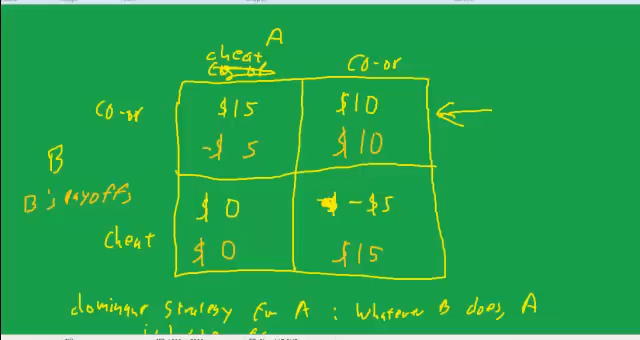 A
cheat
co-or
co-or
$15
$10
-$5
$10
B
B's payoffs
$0
-$5
cheat
$0
$15
dominant strategy for A : Whatever B does, A